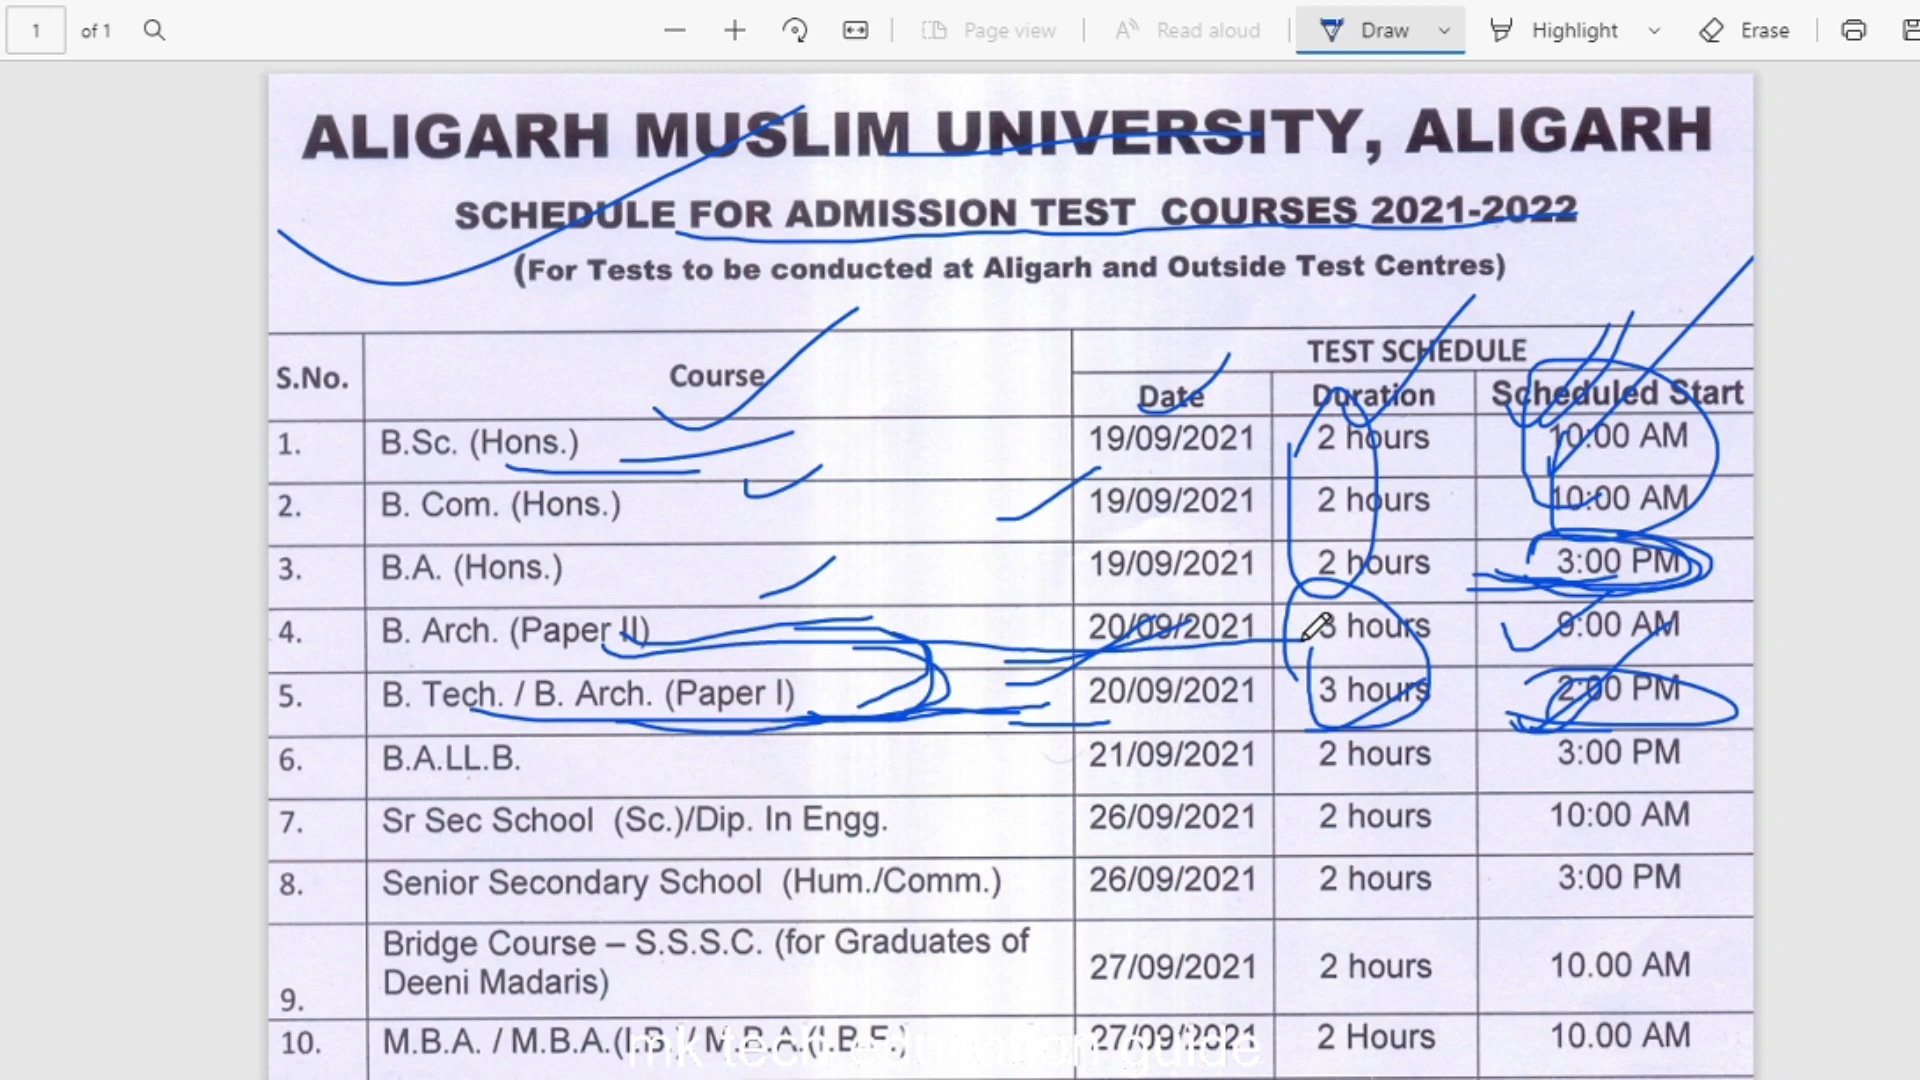 1 of 1 Page view Read aloud Draw Highlight Erase
ALIGARH MUSLIM UNIVERSITY, ALIGARH
SCHEDULE FOR ADMISSION TEST COURSES 2021-2022
(For Tests to be conducted at Aligarh and Outside Test Centres)
S.No. Course TEST SCHEDULE
Date Duration Scheduled Start
1. B.Sc. (Hons.) 19/09/2021 2 hours 10:00 AM
2. B. Com. (Hons.) 19/09/2021 2 hours 10:00 AM
3. B.A. (Hons.) 19/09/2021 2 hours 3:00 PM
4. B. Arch. (Paper II) 20/09/2021 3 hours 9:00 AM
5. B. Tech. / B. Arch. (Paper I) 20/09/2021 3 hours 2:00 PM
6. B.A.LL.B. 21/09/2021 2 hours 3:00 PM
7. Sr Sec School (Sc.)/Dip. In Engg. 26/09/2021 2 hours 10:00 AM
8. Senior Secondary School (Hum./Comm.) 26/09/2021 2 hours 3:00 PM
9. Bridge Course – S.S.S.C. (for Graduates of
Deeni Madaris) 27/09/2021 2 hours 10.00 AM
10. M.B.A. / M.B.A.(I.B.)/ M.B.A.(I.B.F.) 27/09/2021 2 Hours 10.00 AM
mk tech education guide